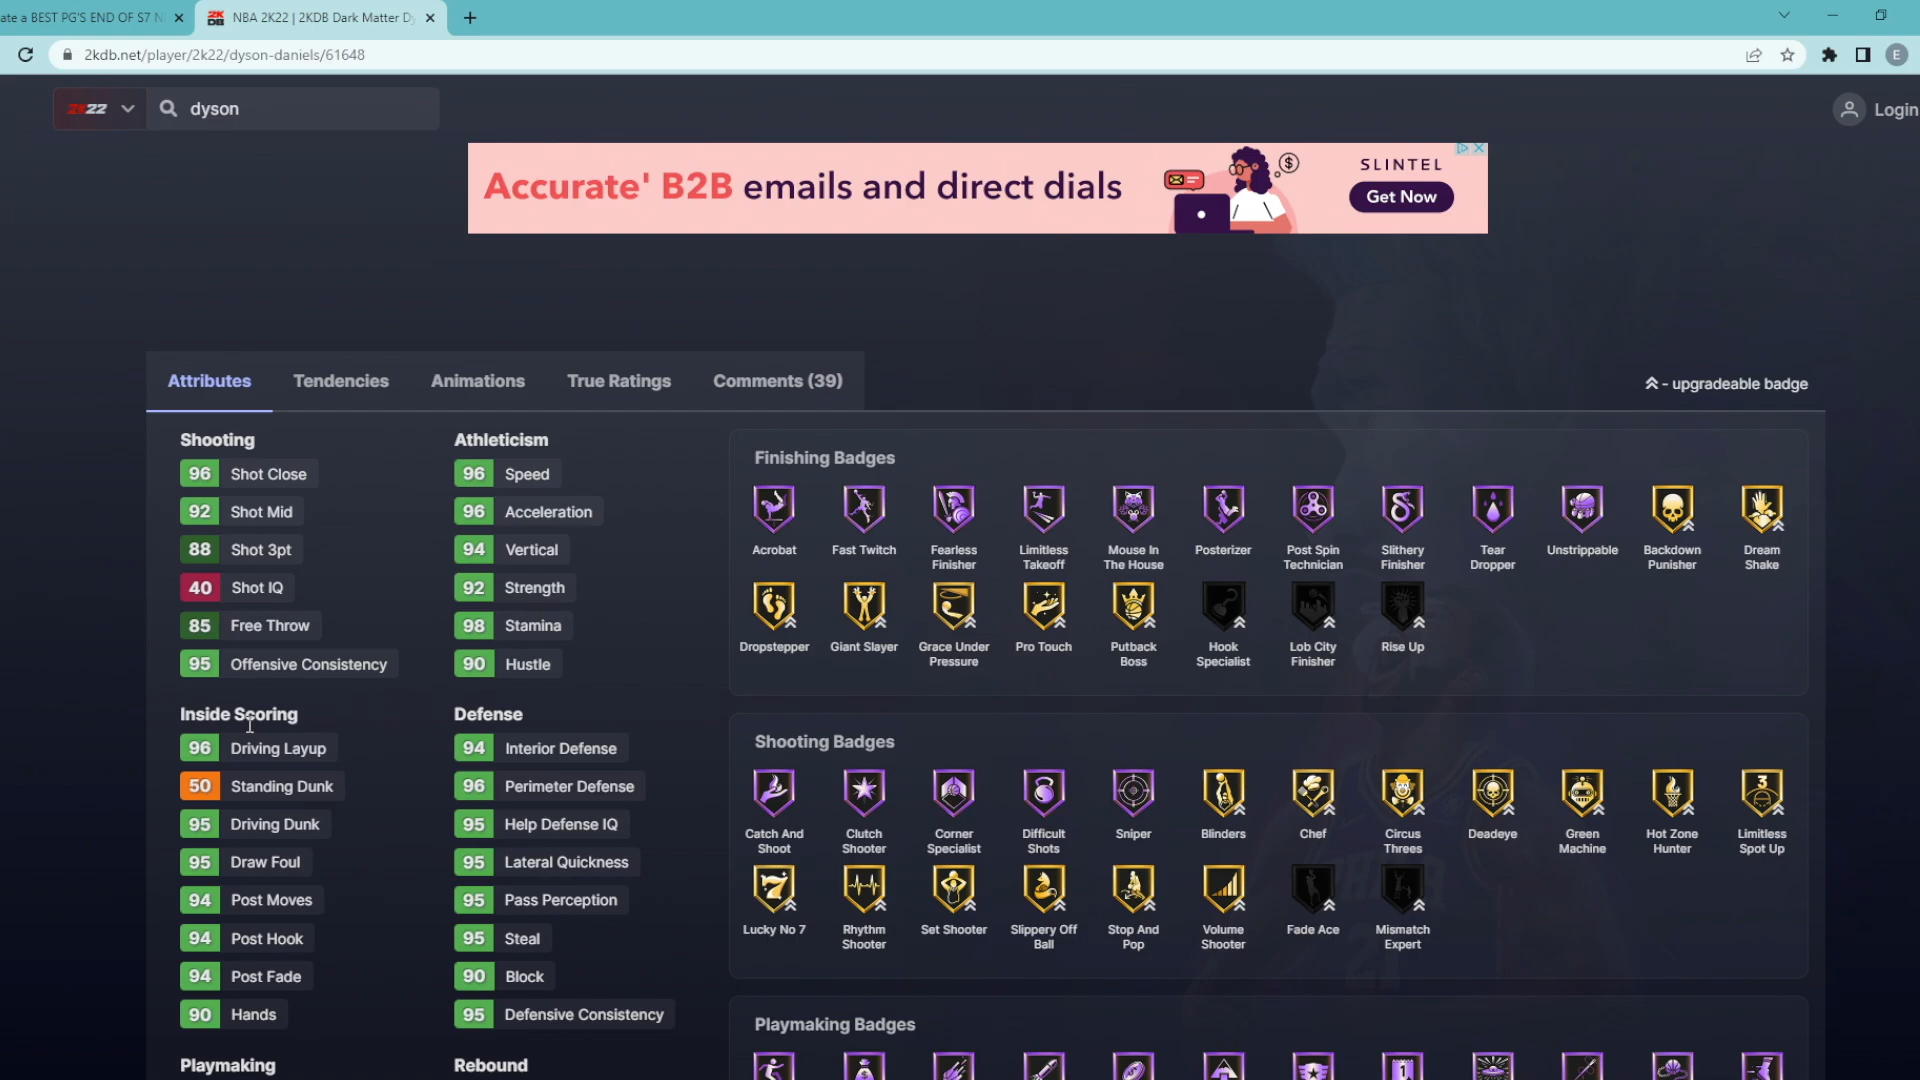 ate a BEST PG'S END OF S7 N
NBA 2K22 | 2KDB Dark Matter Dy
2kdb.net/player/2k22/dyson-daniels/61648
E
2K22
dyson
Login
Accurate' B2B emails and direct dials
SLINTEL
Get Now
Attributes
Tendencies
Animations
True Ratings
Comments (39)
- upgradeable badge
Shooting
96 Shot Close
92 Shot Mid
88 Shot 3pt
40 Shot IQ
85 Free Throw
95 Offensive Consistency
Inside Scoring
96 Driving Layup
50 Standing Dunk
95 Driving Dunk
95 Draw Foul
94 Post Moves
94 Post Hook
94 Post Fade
90 Hands
Playmaking
Athleticism
96 Speed
96 Acceleration
94 Vertical
92 Strength
98 Stamina
90 Hustle
Defense
94 Interior Defense
96 Perimeter Defense
95 Help Defense IQ
95 Lateral Quickness
95 Pass Perception
95 Steal
90 Block
95 Defensive Consistency
Rebound
Finishing Badges
Acrobat
Fast Twitch
Fearless
Finisher
Limitless
Takeoff
Mouse In
The House
Posterizer
Post Spin
Technician
Slithery
Finisher
Tear
Dropper
Unstrippable
Backdown
Punisher
Dream
Shake
Dropstepper
Giant Slayer
Grace Under
Pressure
Pro Touch
Putback
Boss
Hook
Specialist
Lob City
Finisher
Rise Up
Shooting Badges
Catch And
Shoot
Clutch
Shooter
Corner
Specialist
Difficult
Shots
Sniper
Blinders
Chef
Circus
Threes
Deadeye
Green
Machine
Hot Zone
Hunter
Limitless
Spot Up
Lucky No 7
Rhythm
Shooter
Set Shooter
Slippery Off
Ball
Stop And
Pop
Volume
Shooter
Fade Ace
Mismatch
Expert
Playmaking Badges